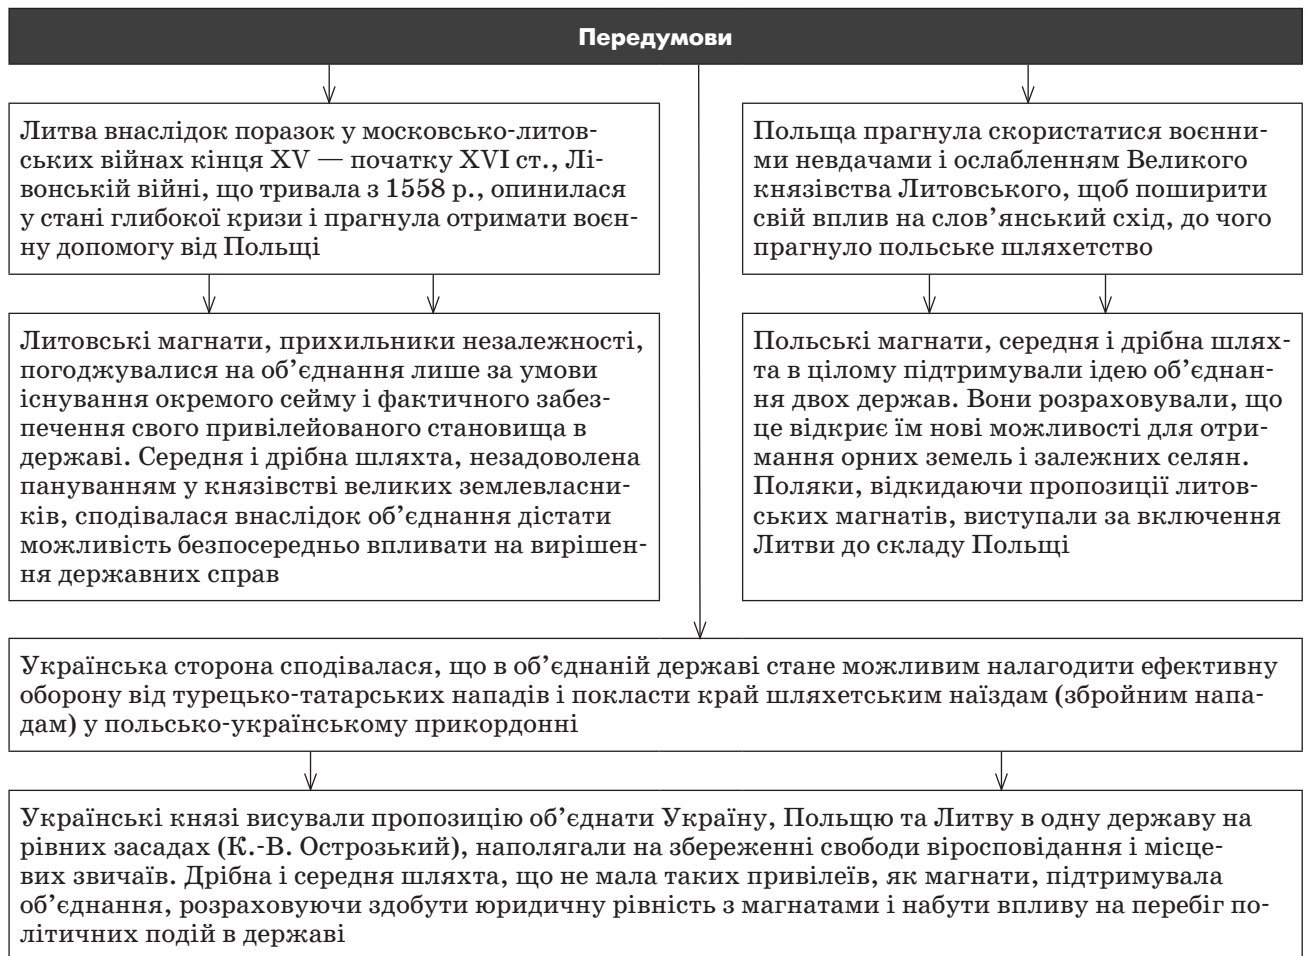 Передумови
Литва внаслідок поразок у московсько-литов-
ських війнах кінця XV — початку XVI ст., Лі-
вонській війні, що тривала з 1558 р., опинилася
у стані глибокої кризи і прагнула отримати воєн-
ну допомогу від Польщі
Польща прагнула скористатися воєнни-
ми невдачами і ослабленням Великого
князівства Литовського, щоб поширити
свій вплив на слов’янський схід, до чого
прагнуло польське шляхетство
Литовські магнати, прихильники незалежності,
погоджувалися на об’єднання лише за умови
існування окремого сейму і фактичного забез-
печення свого привілейованого становища в
державі. Середня і дрібна шляхта, незадоволена
пануванням у князівстві великих землевласни-
ків, сподівалася внаслідок об’єднання дістати
можливість безпосередньо впливати на вирішен-
ня державних справ
Польські магнати, середня і дрібна шлях-
та в цілому підтримували ідею об’єднан-
ня двох держав. Вони розраховували, що
це відкриє їм нові можливості для отри-
мання орних земель і залежних селян.
Поляки, відкидаючи пропозиції литов-
ських магнатів, виступали за включення
Литви до складу Польщі
Українська сторона сподівалася, що в об’єднаній державі стане можливим налагодити ефективну
оборону від турецько-татарських нападів і покласти край шляхетським наїздам (збройним напа-
дам) у польсько-українському прикордонні
Українські князі висували пропозицію об’єднати Україну, Польщю та Литву в одну державу на
рівних засадах (К.-В. Острозький), наполягали на збереженні свободи віросповідання і місце-
вих звичаїв. Дрібна і середня шляхта, що не мала таких привілеїв, як магнати, підтримувала
об’єднання, розраховуючи здобути юридичну рівність з магнатами і набути впливу на перебіг по-
літичних подій в державі